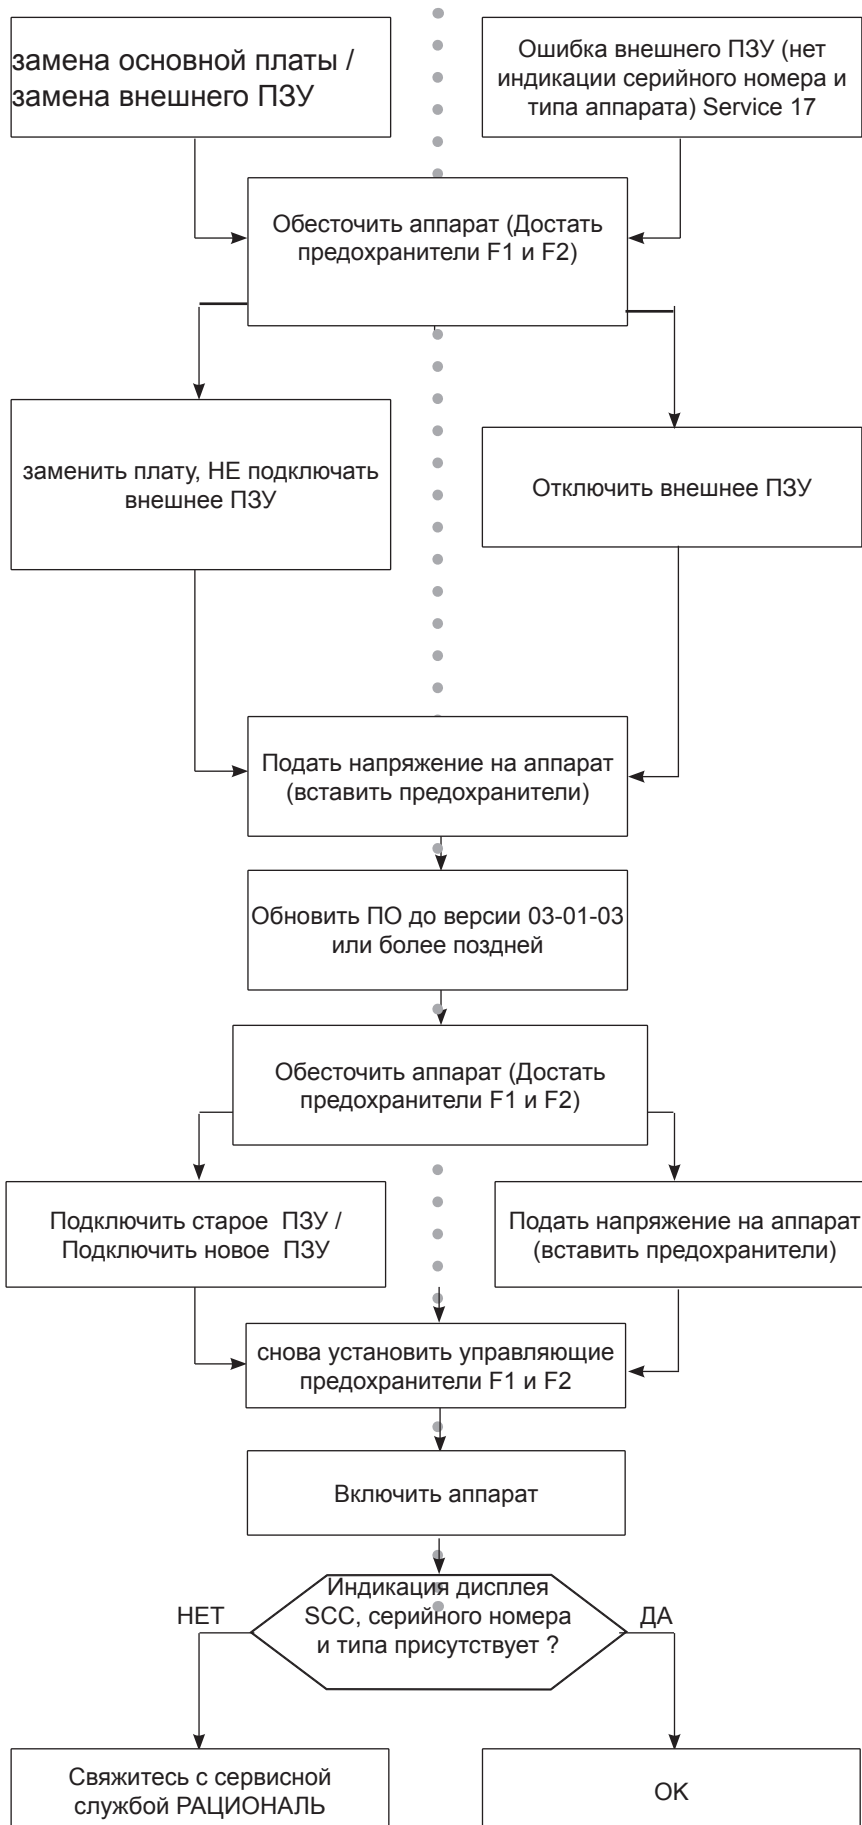 замена основной платы /
замена внешнего ПЗУ
Ошибка внешнего ПЗУ (нет
индикации серийного номера и
типа аппарата) Service 17
Обесточить аппарат (Достать
предохранители F1 и F2)
заменить плату, НЕ подключать
внешнее ПЗУ
Отключить внешнее ПЗУ
Подать напряжение на аппарат
(вставить предохранители)
Обновить ПО до версии 03-01-03
или более поздней
Обесточить аппарат (Достать
предохранители F1 и F2)
Подключить старое ПЗУ /
Подключить новое ПЗУ
Подать напряжение на аппарат
(вставить предохранители)
снова установить управляющие
предохранители F1 и F2
Включить аппарат
Индикация дисплея
SCC, серийного номера
и типа присутствует ?
НЕТ
ДА
Свяжитесь с сервисной
службой РАЦИОНАЛЬ
OK